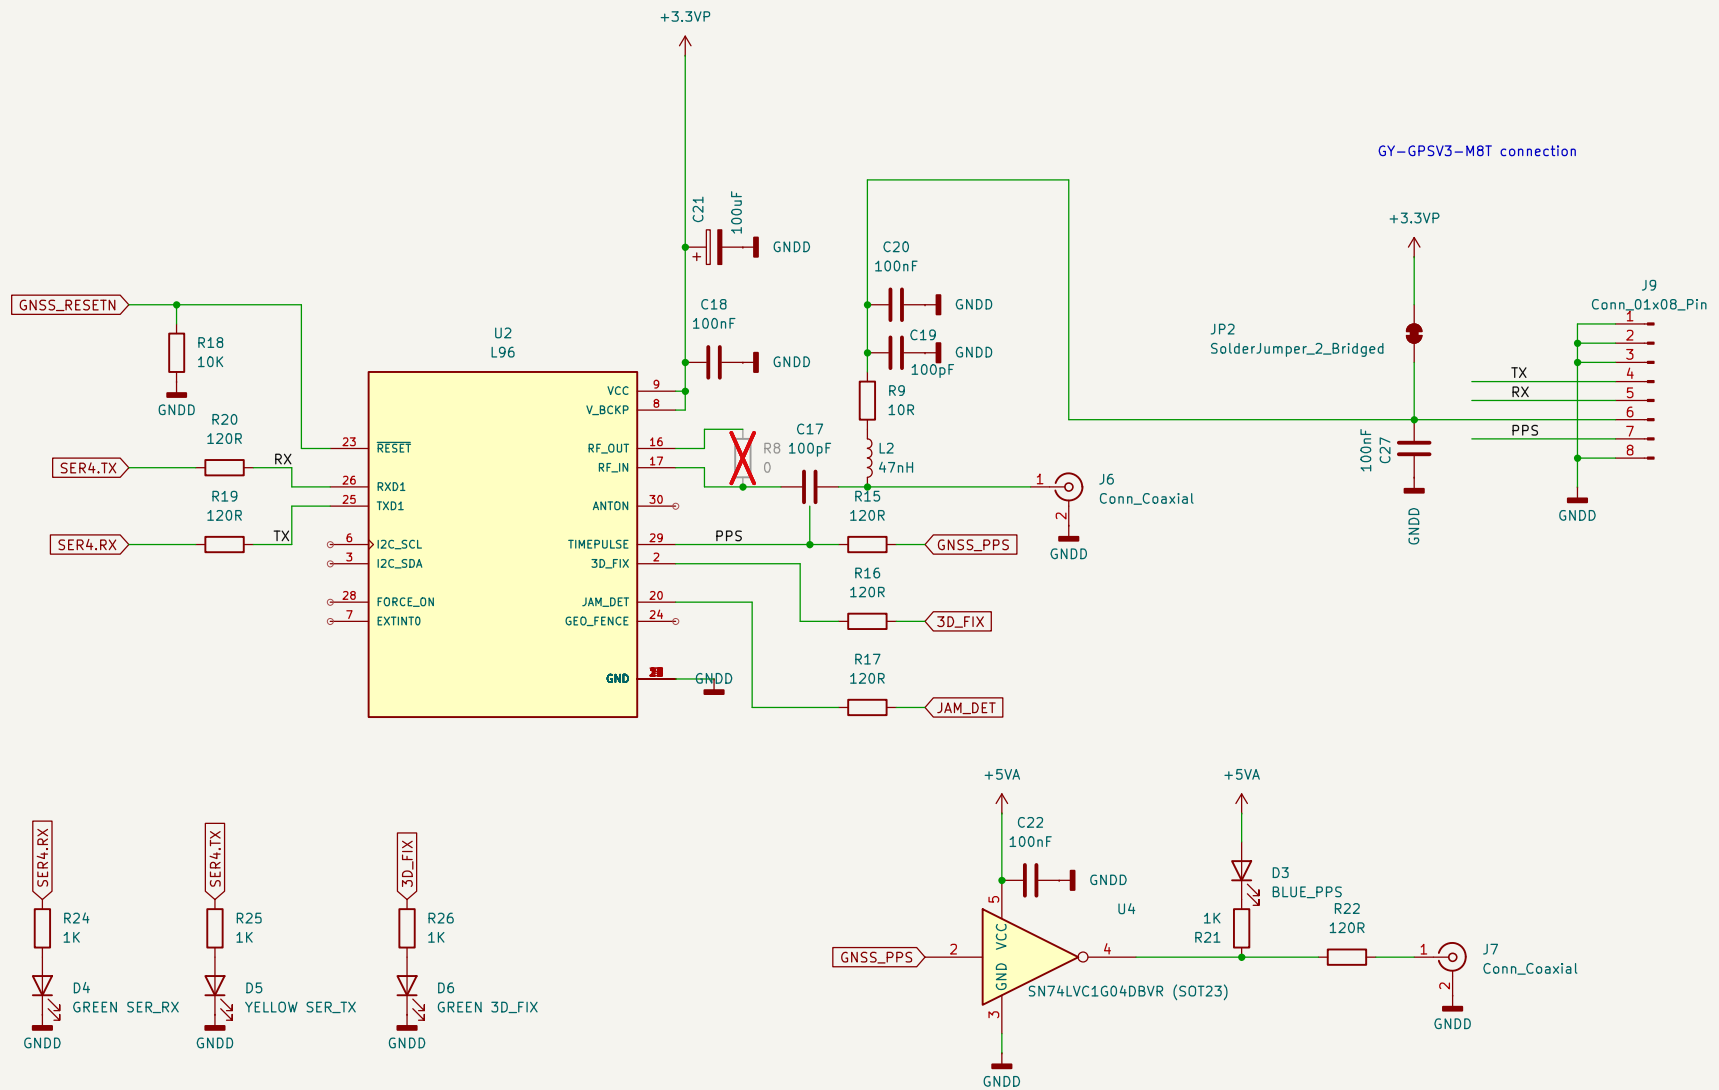 +3.3VP
GY-GPSV3-M8T connection
C21
100uF
GNDD
+
+3.3VP
C20
100nF
GNDD
J9
Conn_01x08_Pin
GNSS_RESETN
C18
100nF
GNDD
C19
100pF
GNDD
JP2
SolderJumper_2_Bridged
1
2
3
4
5
6
7
8
TX
RX
PPS
R18
10K
GNDD
U2
L96
R9
10R
R20
120R
SER4.TX
RX
R19
120R
SER4.RX
TX
23
26
25
6
3
28
7
RESET
RXD1
TXD1
I2C_SCL
I2C_SDA
FORCE_ON
EXTINT0
VCC
V_BCKP
RF_OUT
RF_IN
ANTON
TIMEPULSE
3D_FIX
JAM_DET
GEO_FENCE
GND
9
8
16
17
30
29
2
20
24
GNDD
R8
0
C17
100pF
L2
47nH
J6
Conn_Coaxial
1
2
GNDD
100nF
C27
GNDD
GNDD
PPS
R15
120R
GNSS_PPS
R16
120R
3D_FIX
R17
120R
JAM_DET
+5VA
+5VA
C22
100nF
GNDD
U4
D3
BLUE_PPS
1K
R21
R22
120R
GNSS_PPS
2
5
VCC
GND
3
4
SN74LVC1G04DBVR (SOT23)
GNDD
J7
Conn_Coaxial
1
2
GNDD
SER4.RX
R24
1K
D4
GREEN SER_RX
GNDD
SER4.TX
R25
1K
D5
YELLOW SER_TX
GNDD
3D_FIX
R26
1K
D6
GREEN 3D_FIX
GNDD